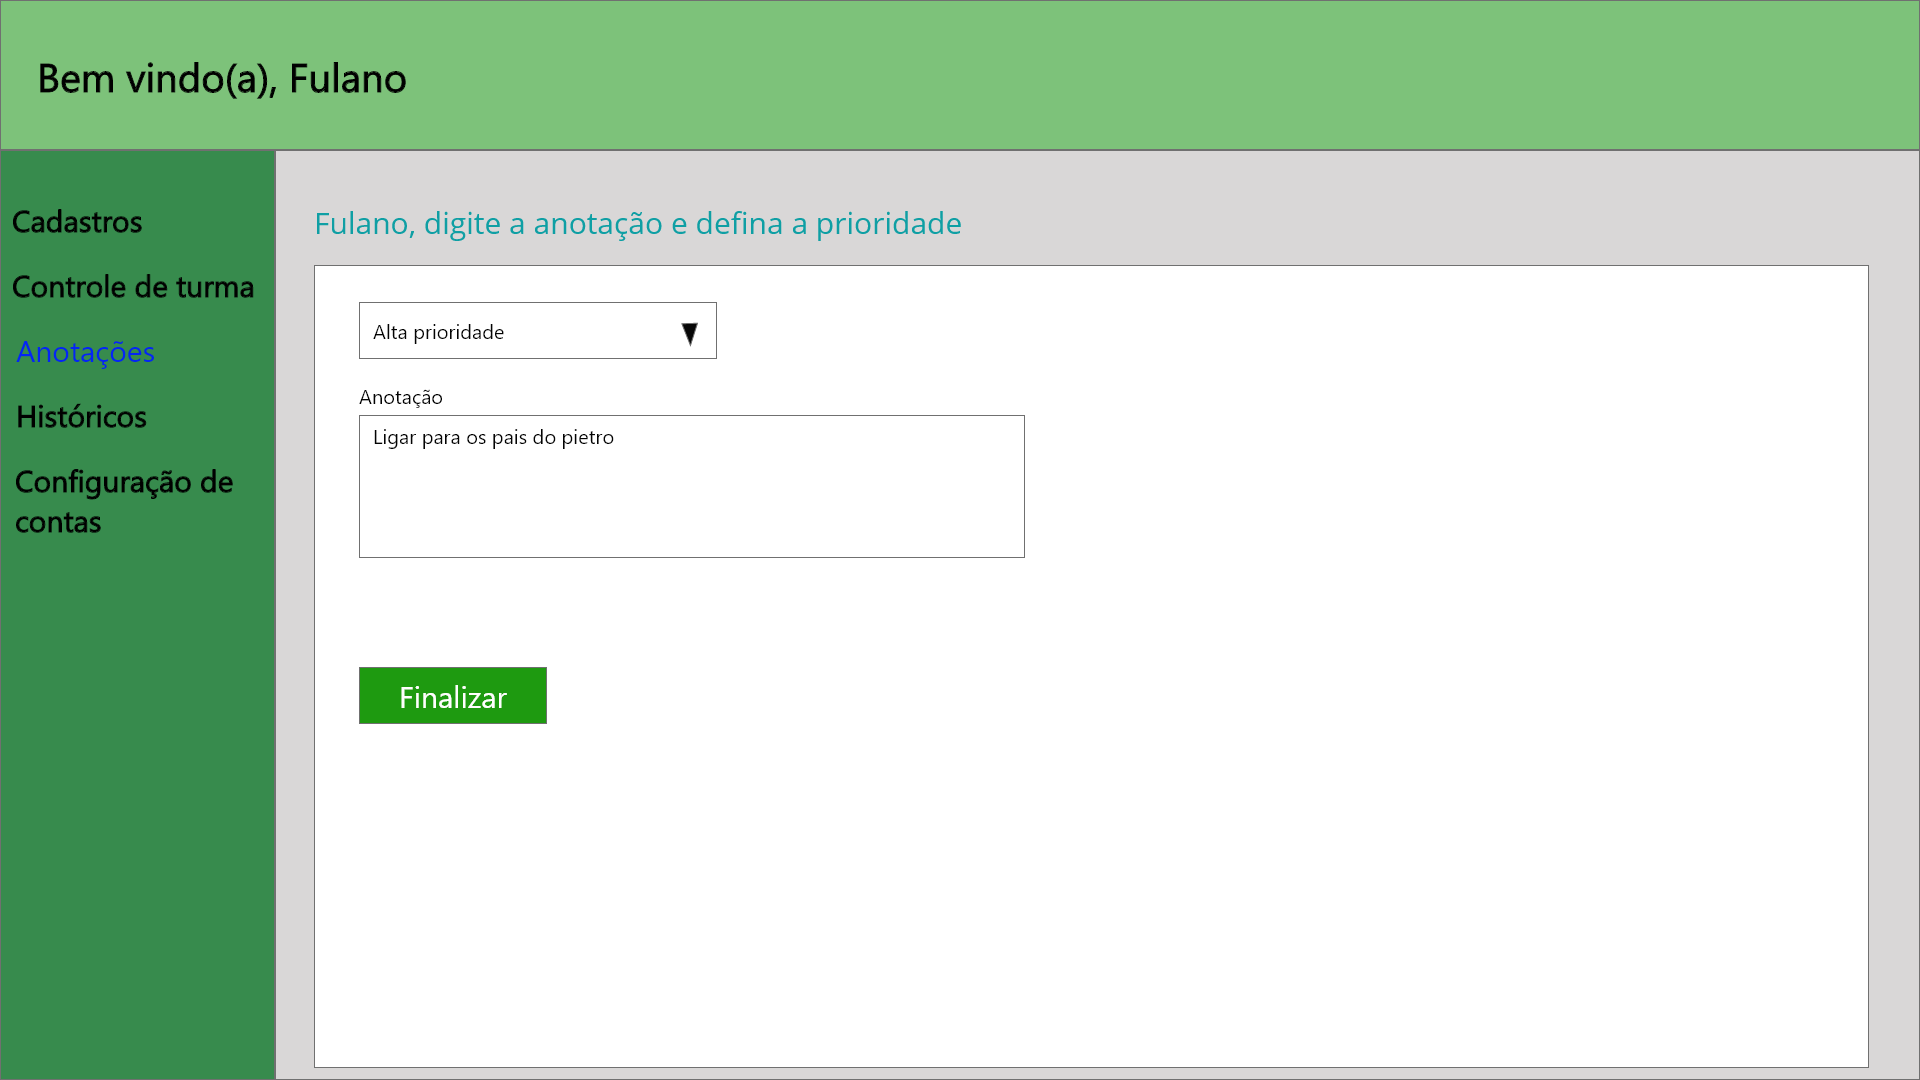 Bem vindo(a), Fulano
Cadastros
Controle de turma
Anotações
Históricos
Configuração de
contas
Fulano, digite a anotação e defina a prioridade
Alta prioridade
Anotação
Ligar para os pais do pietro
Finalizar